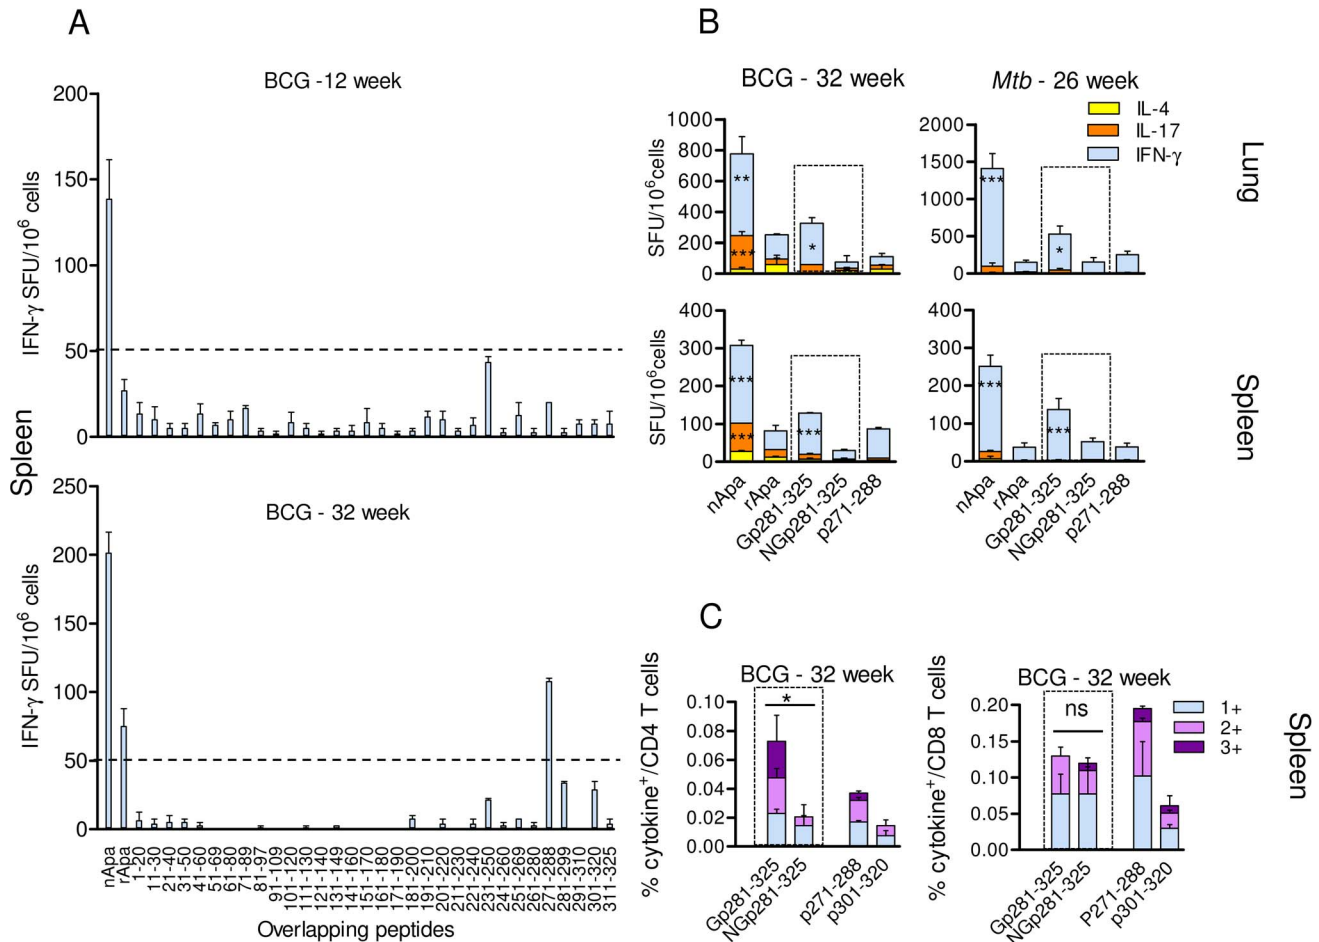 A
BCG -12 week
200
150
100
50
0
IFN-γ SFU/10⁶ cells
BCG - 32 week
250
200
150
100
50
0
IFN-γ SFU/10⁶ cells
Spleen
nApa
rApa
1-20
11-30
21-40
31-50
41-60
51-69
61-80
71-89
81-97
91-109
101-120
111-130
121-140
131-149
141-160
151-170
161-180
171-190
181-200
191-210
201-220
211-230
221-240
231-250
241-260
251-269
261-280
271-288
281-299
291-310
301-320
311-325
Overlapping peptides
B
BCG - 32 week
Mtb - 26 week
IL-4
IL-17
IFN-γ
1000
800
600
400
200
0
SFU/10⁶cells
**
***
*
2000
1500
1000
500
0
***
*
Lung
400
300
200
100
0
SFU/10⁶cells
***
***
***
nApa
rApa
Gp281-325
NGp281-325
p271-288
400
300
200
100
0
***
***
nApa
rApa
Gp281-325
NGp281-325
p271-288
Spleen
C
BCG - 32 week
0.10
0.08
0.06
0.04
0.02
0.00
% cytokine⁺/CD4 T cells
*
Gp281-325
NGp281-325
p271-288
p301-320
BCG - 32 week
0.20
0.15
0.10
0.05
0.00
% cytokine⁺/CD8 T cells
ns
Gp281-325
NGp281-325
P271-288
p301-320
1+
2+
3+
Spleen